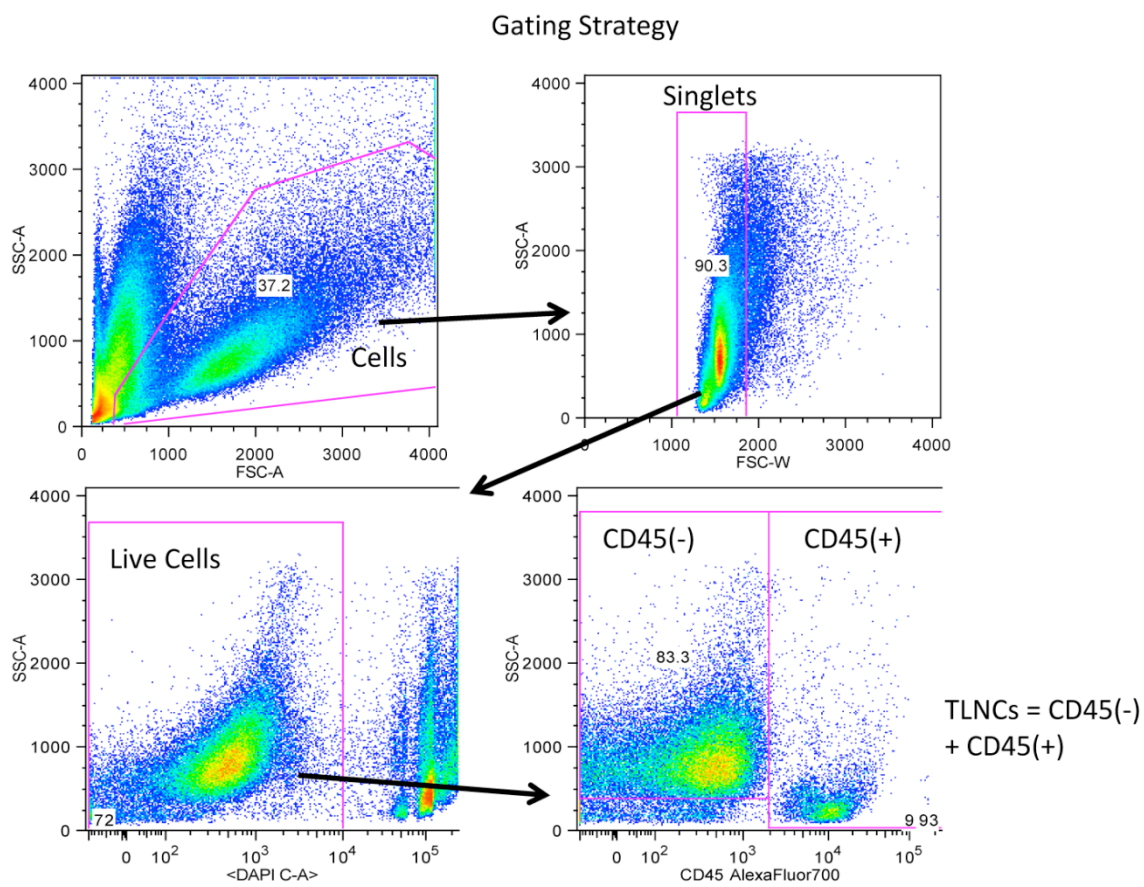 Gating Strategy
4000
3000
2000
1000
0
SSC-A
37.2
Cells
0
1000
2000
3000
4000
FSC-A
Singlets
4000
3000
2000
1000
0
SSC-A
90.3
0
1000
2000
3000
4000
FSC-W
Live Cells
4000
3000
2000
1000
0
SSC-A
72
0
10²
10³
10⁴
10⁵
<DAPI C-A>
CD45(-)
CD45(+)
4000
3000
2000
1000
0
SSC-A
83.3
9 93
0
10²
10³
10⁴
10⁵
CD45 AlexaFluor700
TLNCs = CD45(-)
+ CD45(+)